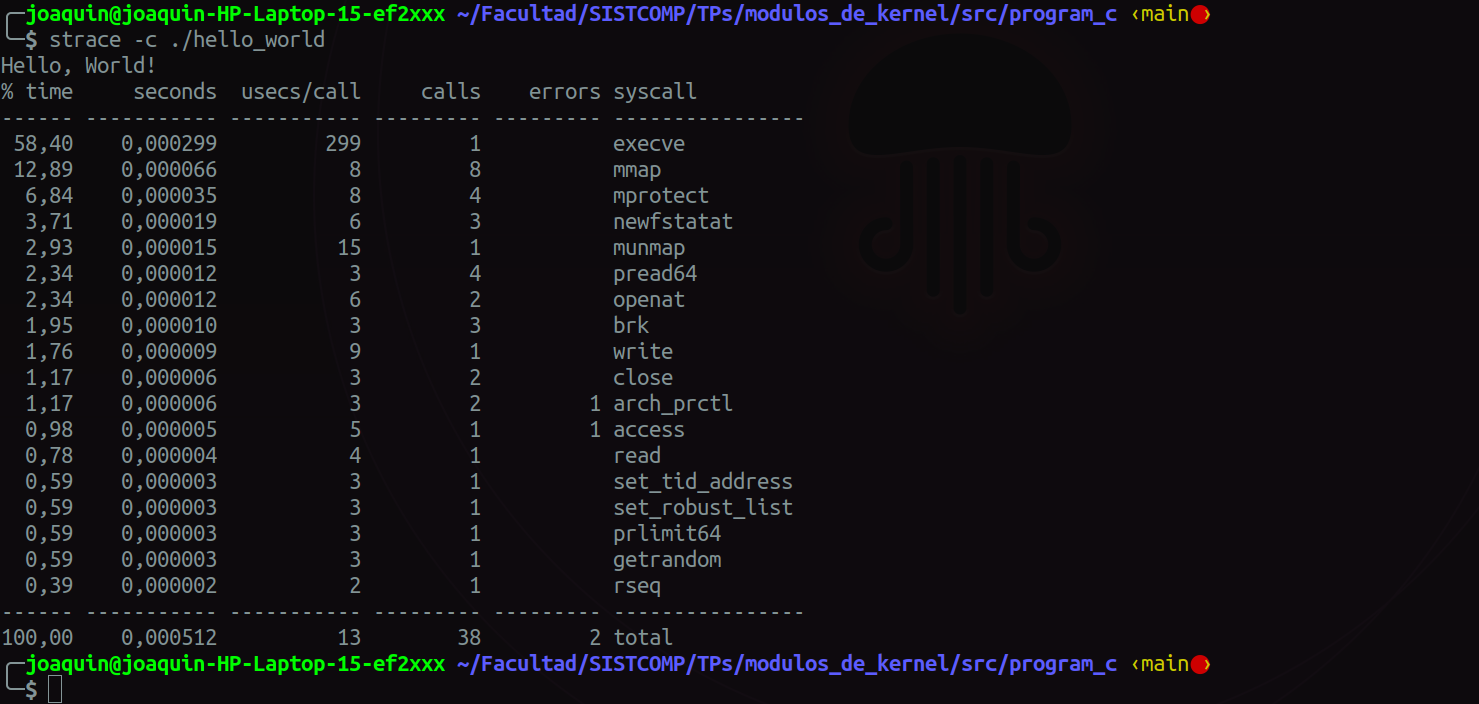 joaquin@joaquin-HP-Laptop-15-ef2xxx ~/Facultad/SISTCOMP/TPs/modulos_de_kernel/src/program_c ‹main●›
$ strace -c ./hello_world
Hello, World!
% time     seconds  usecs/call     calls    errors syscall
------ ----------- ----------- --------- --------- ----------------
 58,40    0,000299         299         1           execve
 12,89    0,000066           8         8           mmap
  6,84    0,000035           8         4           mprotect
  3,71    0,000019           6         3           newfstatat
  2,93    0,000015          15         1           munmap
  2,34    0,000012           3         4           pread64
  2,34    0,000012           6         2           openat
  1,95    0,000010           3         3           brk
  1,76    0,000009           9         1           write
  1,17    0,000006           3         2           close
  1,17    0,000006           3         2         1 arch_prctl
  0,98    0,000005           5         1         1 access
  0,78    0,000004           4         1           read
  0,59    0,000003           3         1           set_tid_address
  0,59    0,000003           3         1           set_robust_list
  0,59    0,000003           3         1           prlimit64
  0,59    0,000003           3         1           getrandom
  0,39    0,000002           2         1           rseq
------ ----------- ----------- --------- --------- ----------------
100,00    0,000512          13        38         2 total
joaquin@joaquin-HP-Laptop-15-ef2xxx ~/Facultad/SISTCOMP/TPs/modulos_de_kernel/src/program_c ‹main●›
$